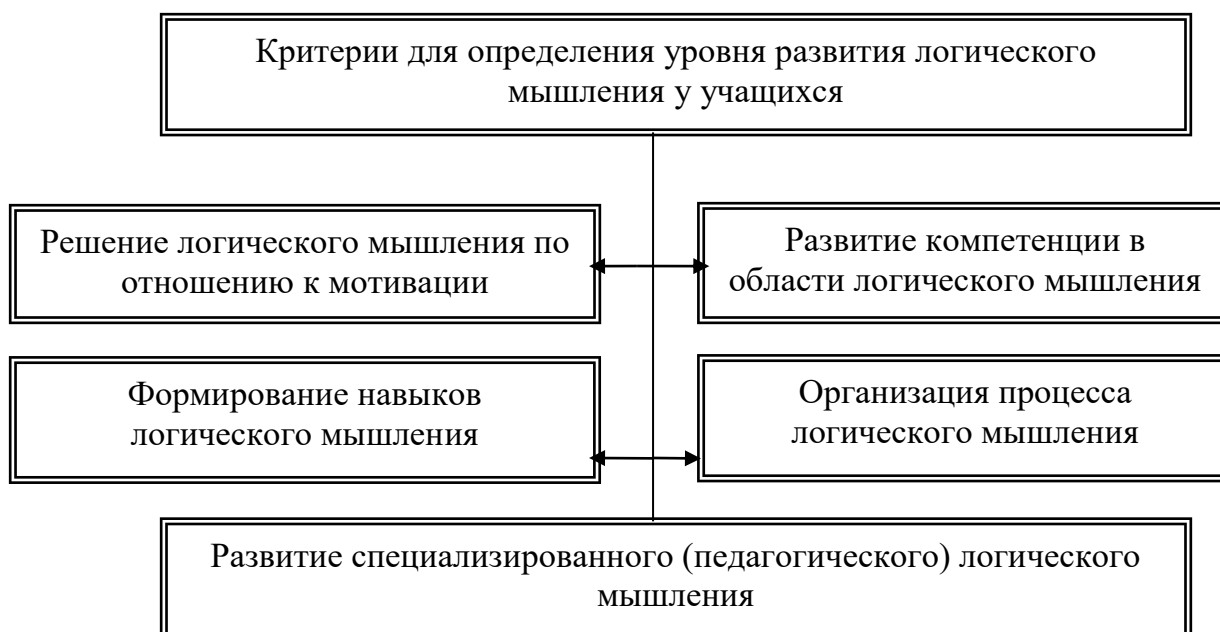 Критерии для определения уровня развития логического
мышления у учащихся
Решение логического мышления по
отношению к мотивации
Развитие компетенции в
области логического мышления
Формирование навыков
логического мышления
Организация процесса
логического мышления
Развитие специализированного (педагогического) логического
мышления